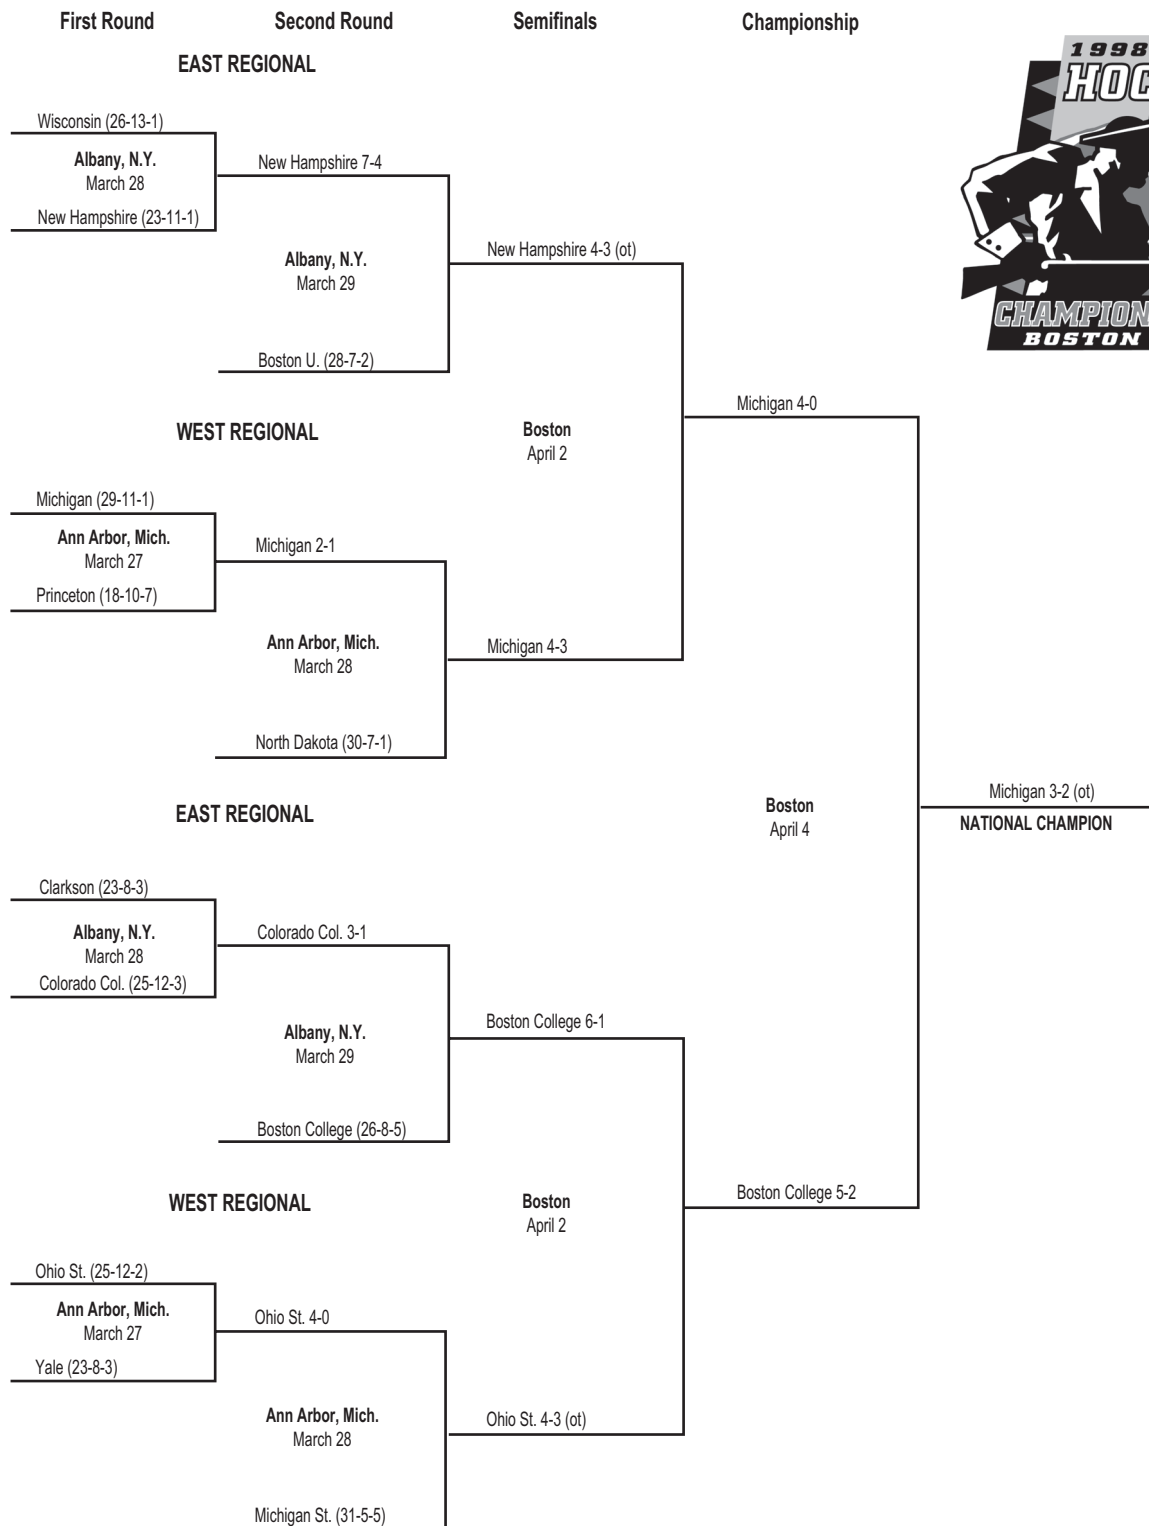 First Round
Second Round
Semifinals
Championship
EAST REGIONAL
1998
HOC
CHAMPION
BOSTON
Wisconsin (26-13-1)
Albany, N.Y.
March 28
New Hampshire (23-11-1)
New Hampshire 7-4
Albany, N.Y.
March 29
Boston U. (28-7-2)
New Hampshire 4-3 (ot)
WEST REGIONAL
Boston
April 2
Michigan 4-0
Michigan (29-11-1)
Ann Arbor, Mich.
March 27
Princeton (18-10-7)
Michigan 2-1
Ann Arbor, Mich.
March 28
North Dakota (30-7-1)
Michigan 4-3
EAST REGIONAL
Boston
April 4
Michigan 3-2 (ot)
NATIONAL CHAMPION
Clarkson (23-8-3)
Albany, N.Y.
March 28
Colorado Col. (25-12-3)
Colorado Col. 3-1
Albany, N.Y.
March 29
Boston College (26-8-5)
Boston College 6-1
WEST REGIONAL
Boston
April 2
Boston College 5-2
Ohio St. (25-12-2)
Ann Arbor, Mich.
March 27
Yale (23-8-3)
Ohio St. 4-0
Ann Arbor, Mich.
March 28
Michigan St. (31-5-5)
Ohio St. 4-3 (ot)